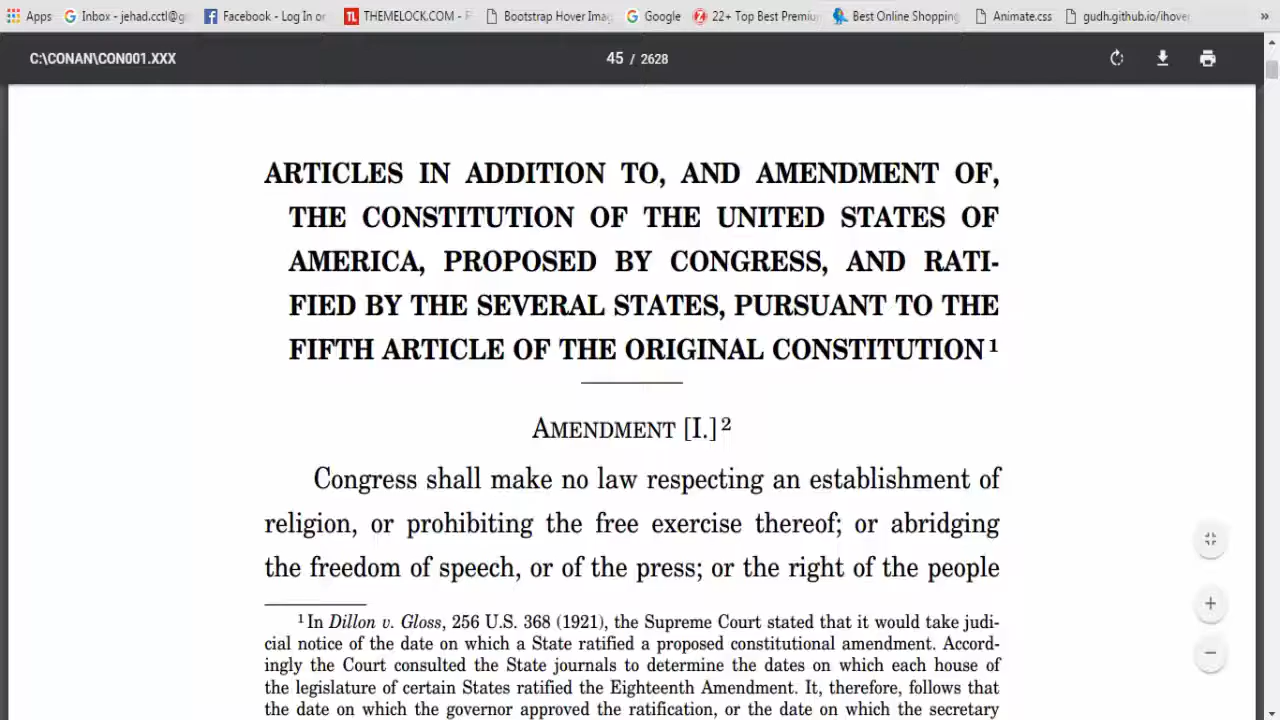 Apps Inbox - jehad.cctl@g Facebook - Log In or THEMELOCK.COM - F Bootstrap Hover Ima Google 22+ Top Best Premiu Best Online Shopping Animate.css gudh.github.io/ihove »
C:\CONAN\CON001.XXX 45 / 2628
ARTICLES IN ADDITION TO, AND AMENDMENT OF,
THE CONSTITUTION OF THE UNITED STATES OF
AMERICA, PROPOSED BY CONGRESS, AND RATI-
FIED BY THE SEVERAL STATES, PURSUANT TO THE
FIFTH ARTICLE OF THE ORIGINAL CONSTITUTION 1
AMENDMENT [I.] 2
Congress shall make no law respecting an establishment of
religion, or prohibiting the free exercise thereof; or abridging
the freedom of speech, or of the press; or the right of the people
1 In Dillon v. Gloss, 256 U.S. 368 (1921), the Supreme Court stated that it would take judi-
cial notice of the date on which a State ratified a proposed constitutional amendment. Accord-
ingly the Court consulted the State journals to determine the dates on which each house of
the legislature of certain States ratified the Eighteenth Amendment. It, therefore, follows that
the date on which the governor approved the ratification, or the date on which the secretary